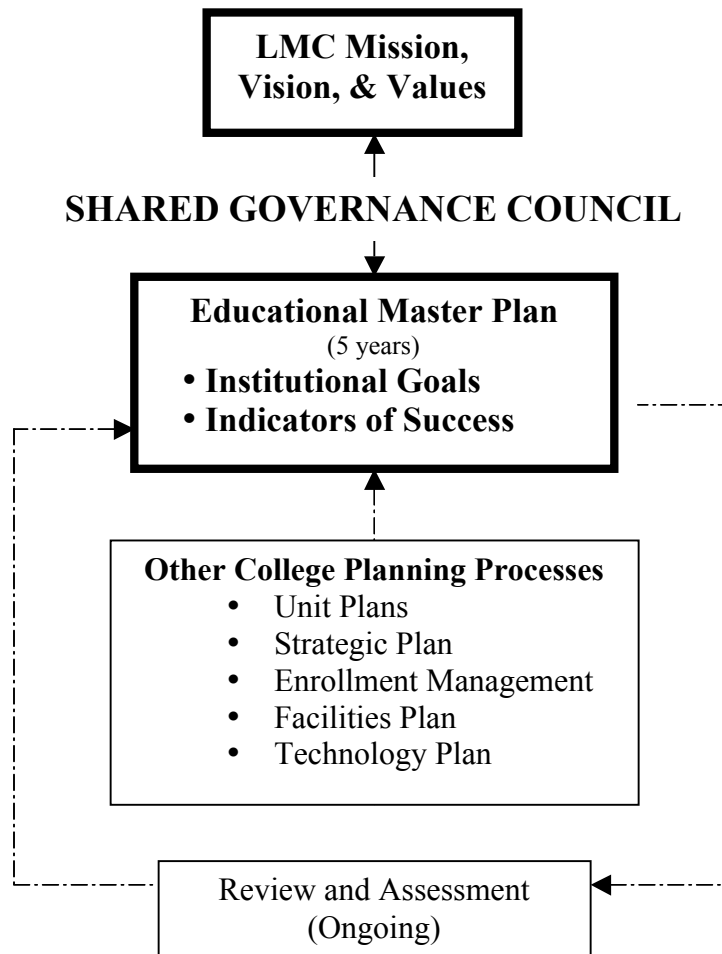 LMC Mission,
Vision, & Values
SHARED GOVERNANCE COUNCIL
Educational Master Plan
(5 years)
• Institutional Goals
• Indicators of Success
Other College Planning Processes
• Unit Plans
• Strategic Plan
• Enrollment Management
• Facilities Plan
• Technology Plan
Review and Assessment
(Ongoing)